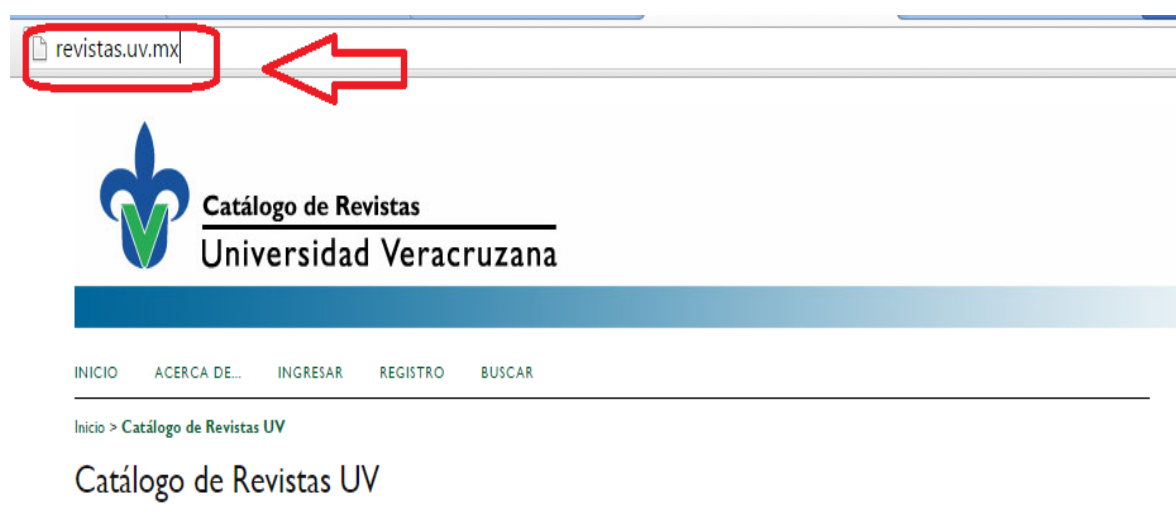 revistas.uv.mx
Catálogo de Revistas
Universidad Veracruzana
INICIO ACERCA DE... INGRESAR REGISTRO BUSCAR
Inicio > Catálogo de Revistas UV
Catálogo de Revistas UV